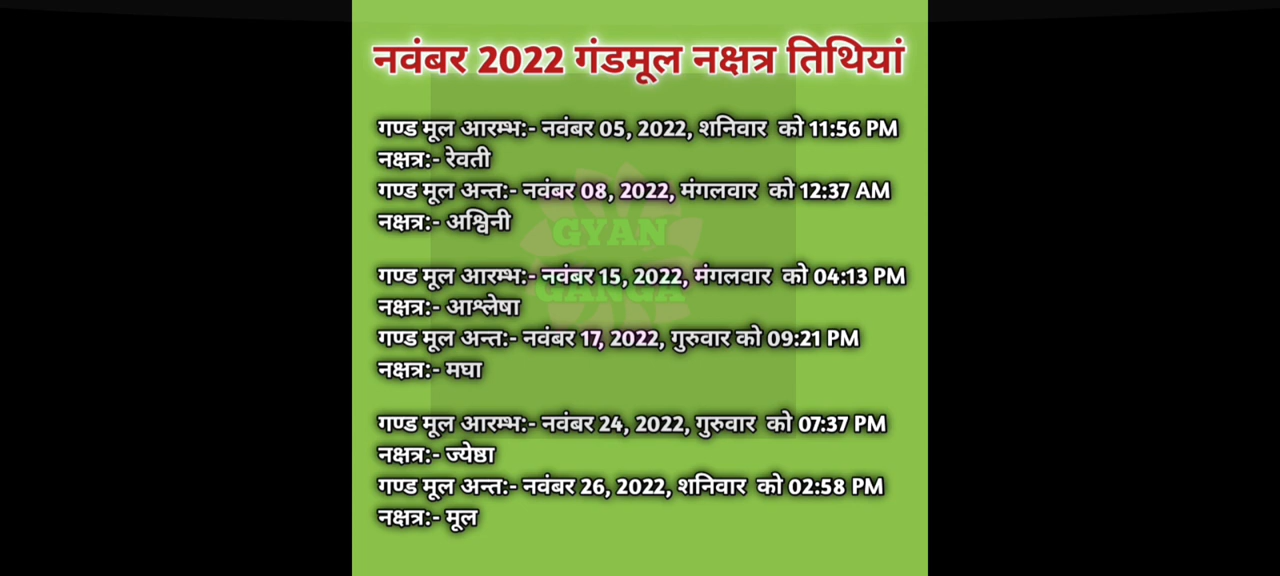 नवंबर 2022 गंडमूल नक्षत्र तिथियां
गण्ड मूल आरम्भ:- नवंबर 05, 2022, शनिवार को 11:56 PM
नक्षत्र:- रेवती
गण्ड मूल अन्त:- नवंबर 08, 2022, मंगलवार को 12:37 AM
नक्षत्र:- अश्विनी
GYAN
गण्ड मूल आरम्भ:- नवंबर 15, 2022, मंगलवार को 04:13 PM
GANGA
नक्षत्र:- आश्लेषा
गण्ड मूल अन्त:- नवंबर 17, 2022, गुरुवार को 09:21 PM
नक्षत्र:- मघा
गण्ड मूल आरम्भ:- नवंबर 24, 2022, गुरुवार को 07:37 PM
नक्षत्र:- ज्येष्ठा
गण्ड मूल अन्त:- नवंबर 26, 2022, शनिवार को 02:58 PM
नक्षत्र:- मूल